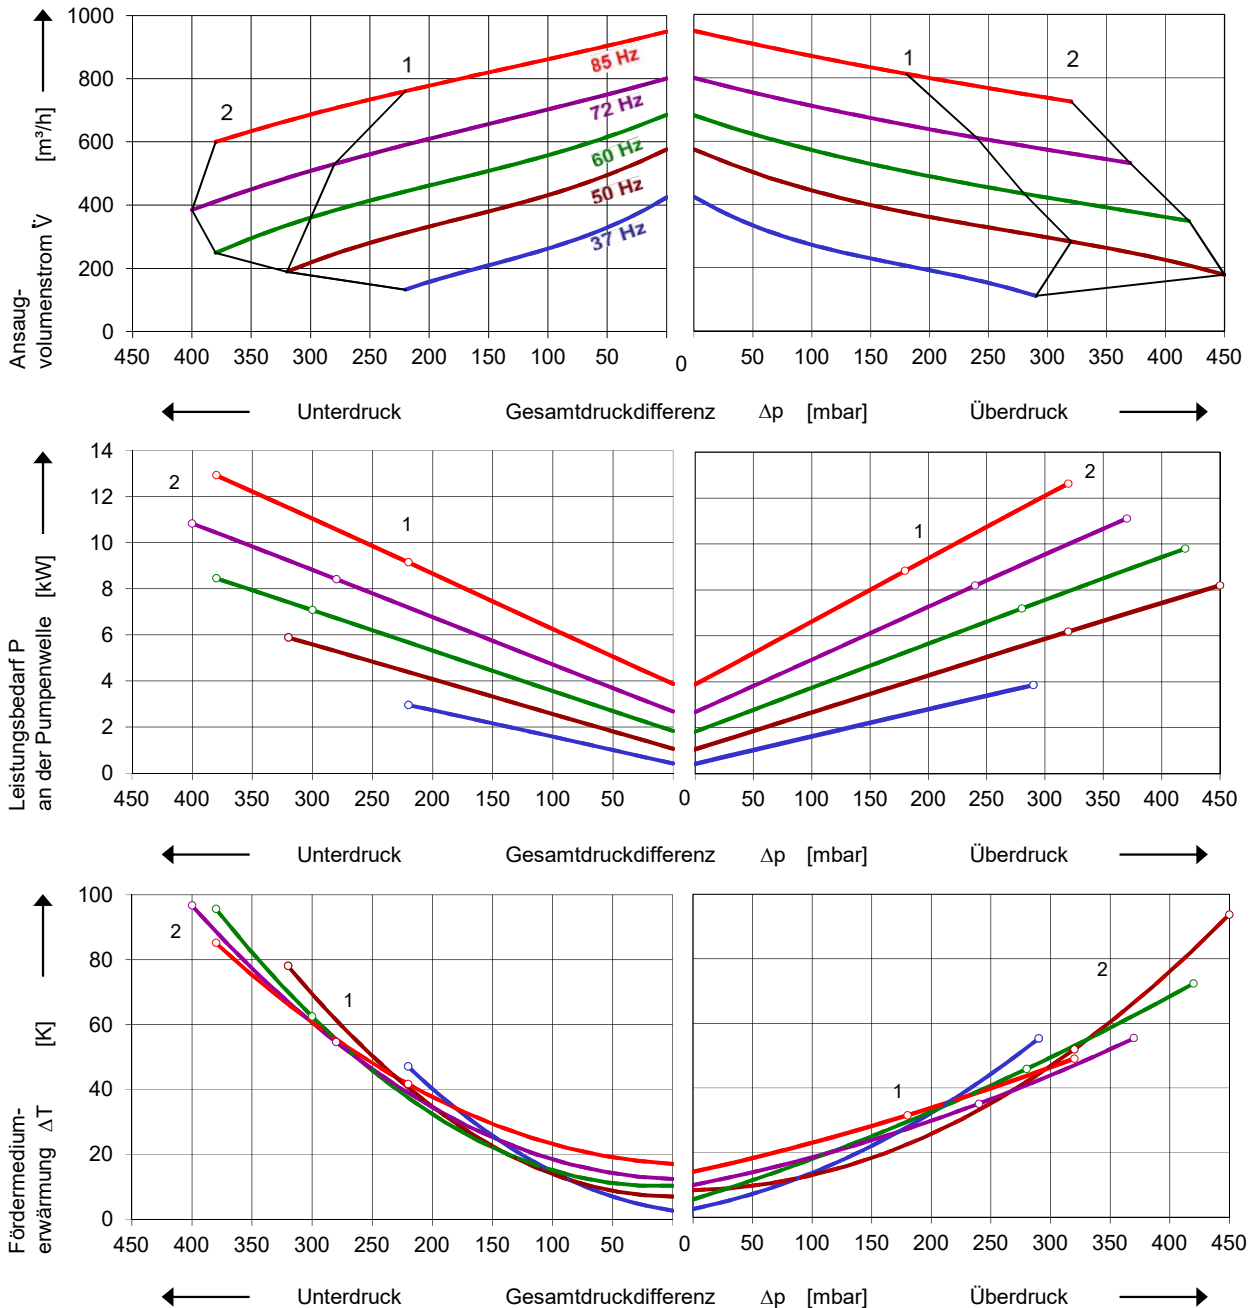 1000
800
600
400
200
0
Ansaug-
volumenstrom V̇ [m³/h]
1
2
85 Hz
72 Hz
60 Hz
50 Hz
37 Hz
1
2
450 400 350 300 250 200 150 100 50 0 50 100 150 200 250 300 350 400 450
Unterdruck Gesamtdruckdifferenz Δp [mbar] Überdruck
14
12
10
8
6
4
2
0
Leistungsbedarf P
an der Pumpenwelle [kW]
2
1
1
2
450 400 350 300 250 200 150 100 50 0 50 100 150 200 250 300 350 400 450
Unterdruck Gesamtdruckdifferenz Δp [mbar] Überdruck
100
80
60
40
20
0
Fördermedium-
erwärmung ΔT [K]
2
1
1
2
450 400 350 300 250 200 150 100 50 0 50 100 150 200 250 300 350 400 450
Unterdruck Gesamtdruckdifferenz Δp [mbar] Überdruck